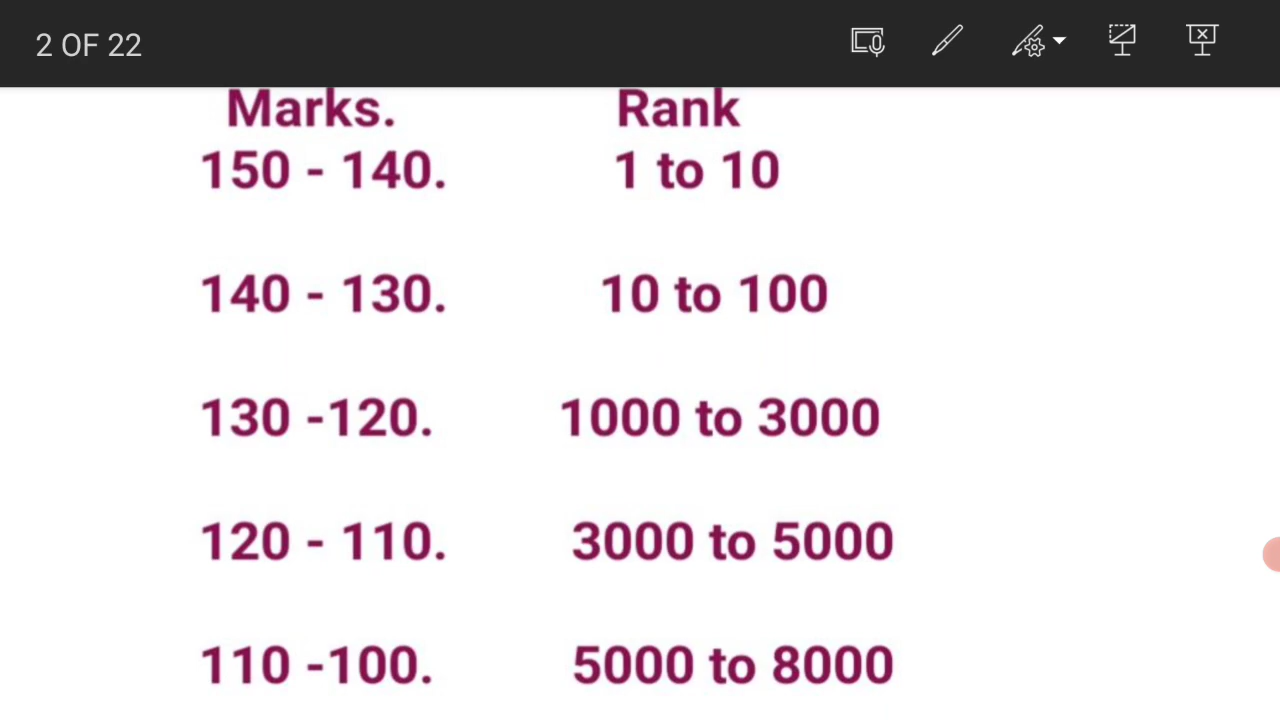 2 OF 22
Marks. Rank
150 - 140. 1 to 10
140 - 130. 10 to 100
130 -120. 1000 to 3000
120 - 110. 3000 to 5000
110 -100. 5000 to 8000